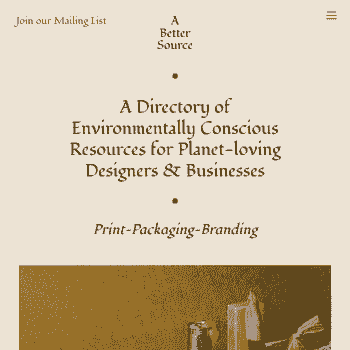 Join our Mailing List
A
Better
Source
A Directory of
Environmentally Conscious
Resources for Planet-loving
Designers & Businesses
Print-Packaging-Branding